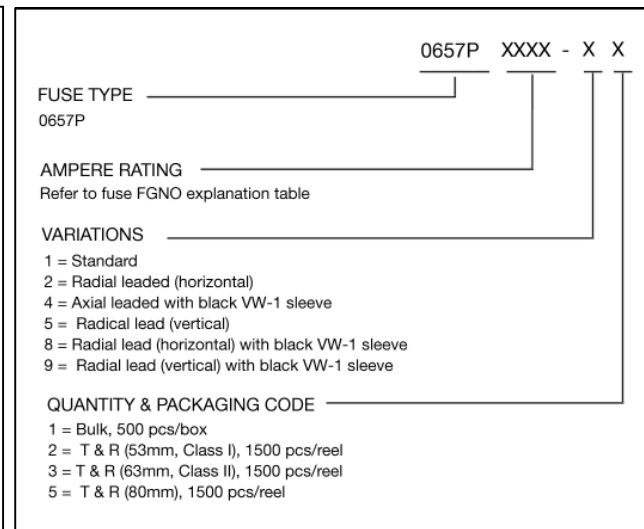 0657P XXXX - X X
FUSE TYPE
0657P
AMPERE RATING
Refer to fuse FGNO explanation table
VARIATIONS
1 = Standard
2 = Radial leaded (horizontal)
4 = Axial leaded with black VW-1 sleeve
5 = Radical lead (vertical)
8 = Radial lead (horizontal) with black VW-1 sleeve
9 = Radial lead (vertical) with black VW-1 sleeve
QUANTITY & PACKAGING CODE
1 = Bulk, 500 pcs/box
2 = T & R (53mm, Class I), 1500 pcs/reel
3 = T & R (63mm, Class II), 1500 pcs/reel
5 = T & R (80mm), 1500 pcs/reel